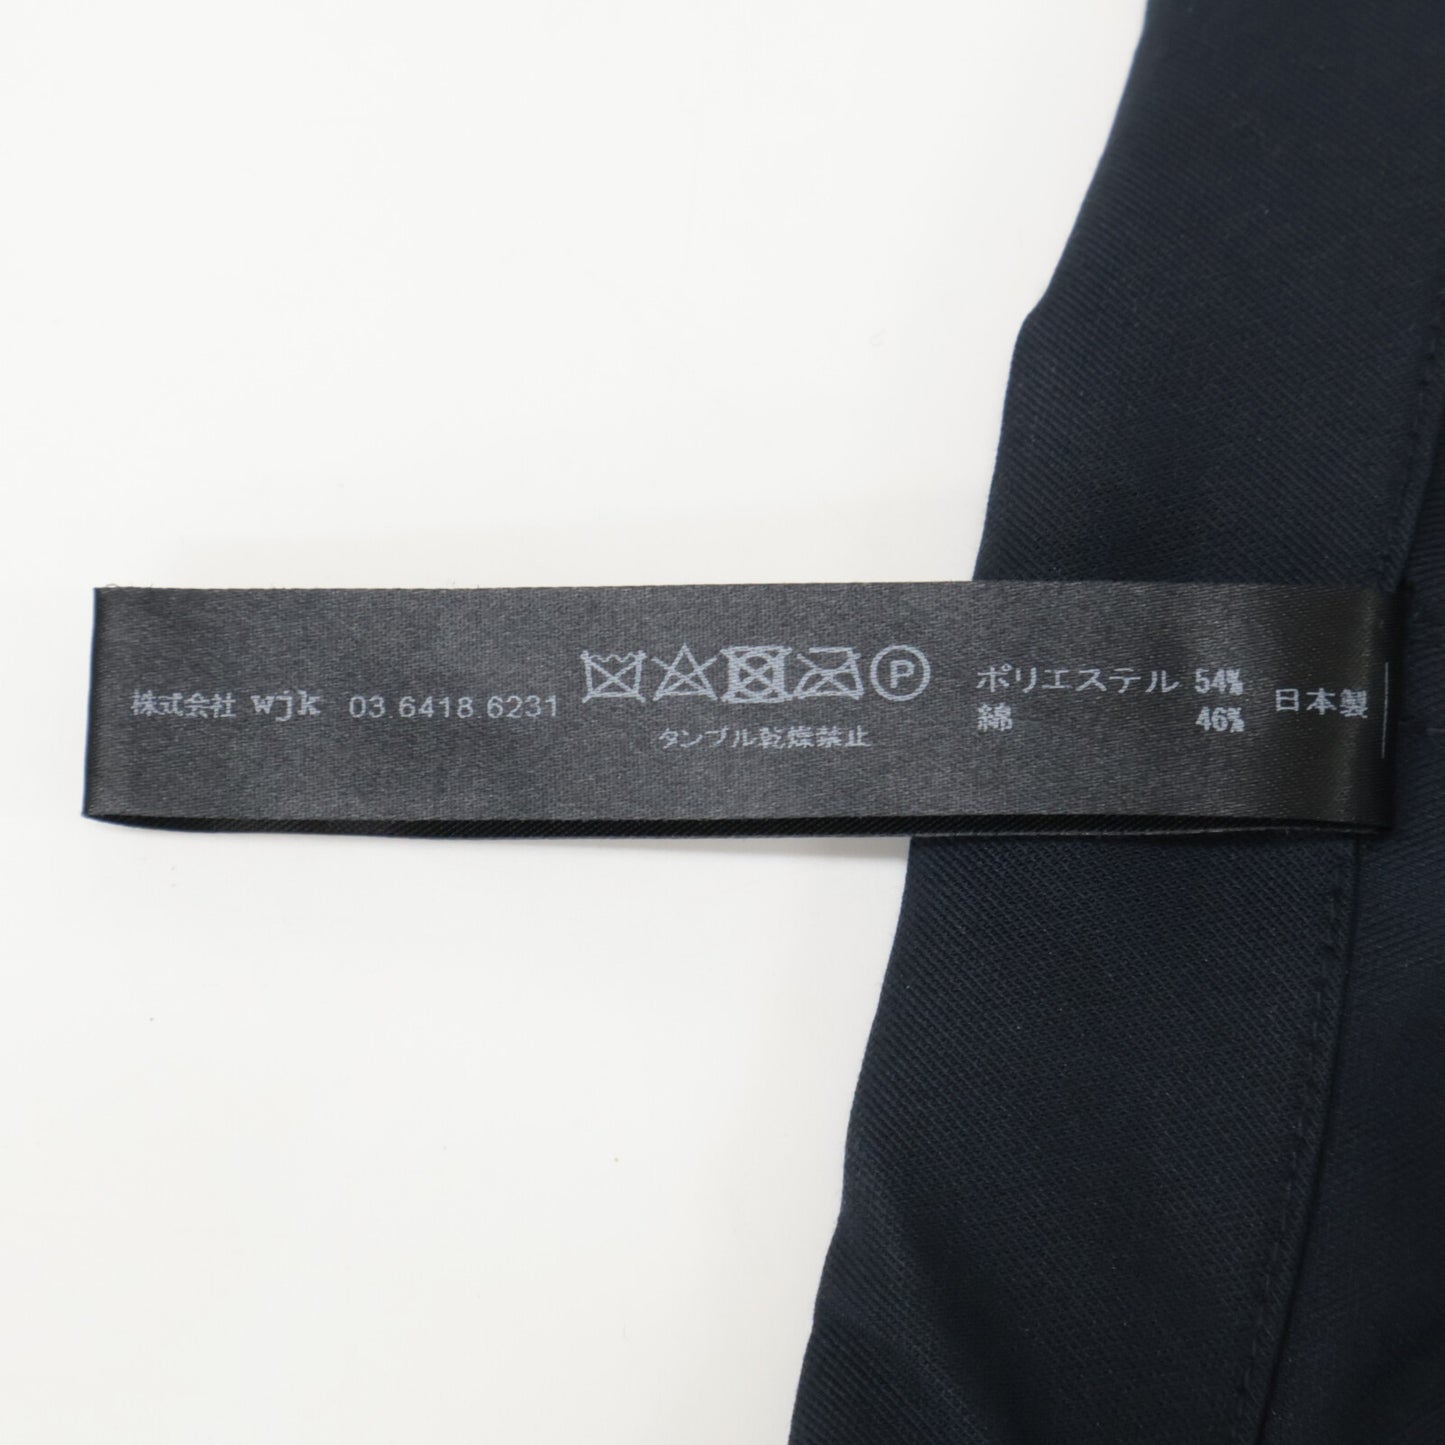 株式会社 wjk 03.6418.6231
P
タンブル乾燥禁止
ポリエステル 54%
綿 46%
日本製